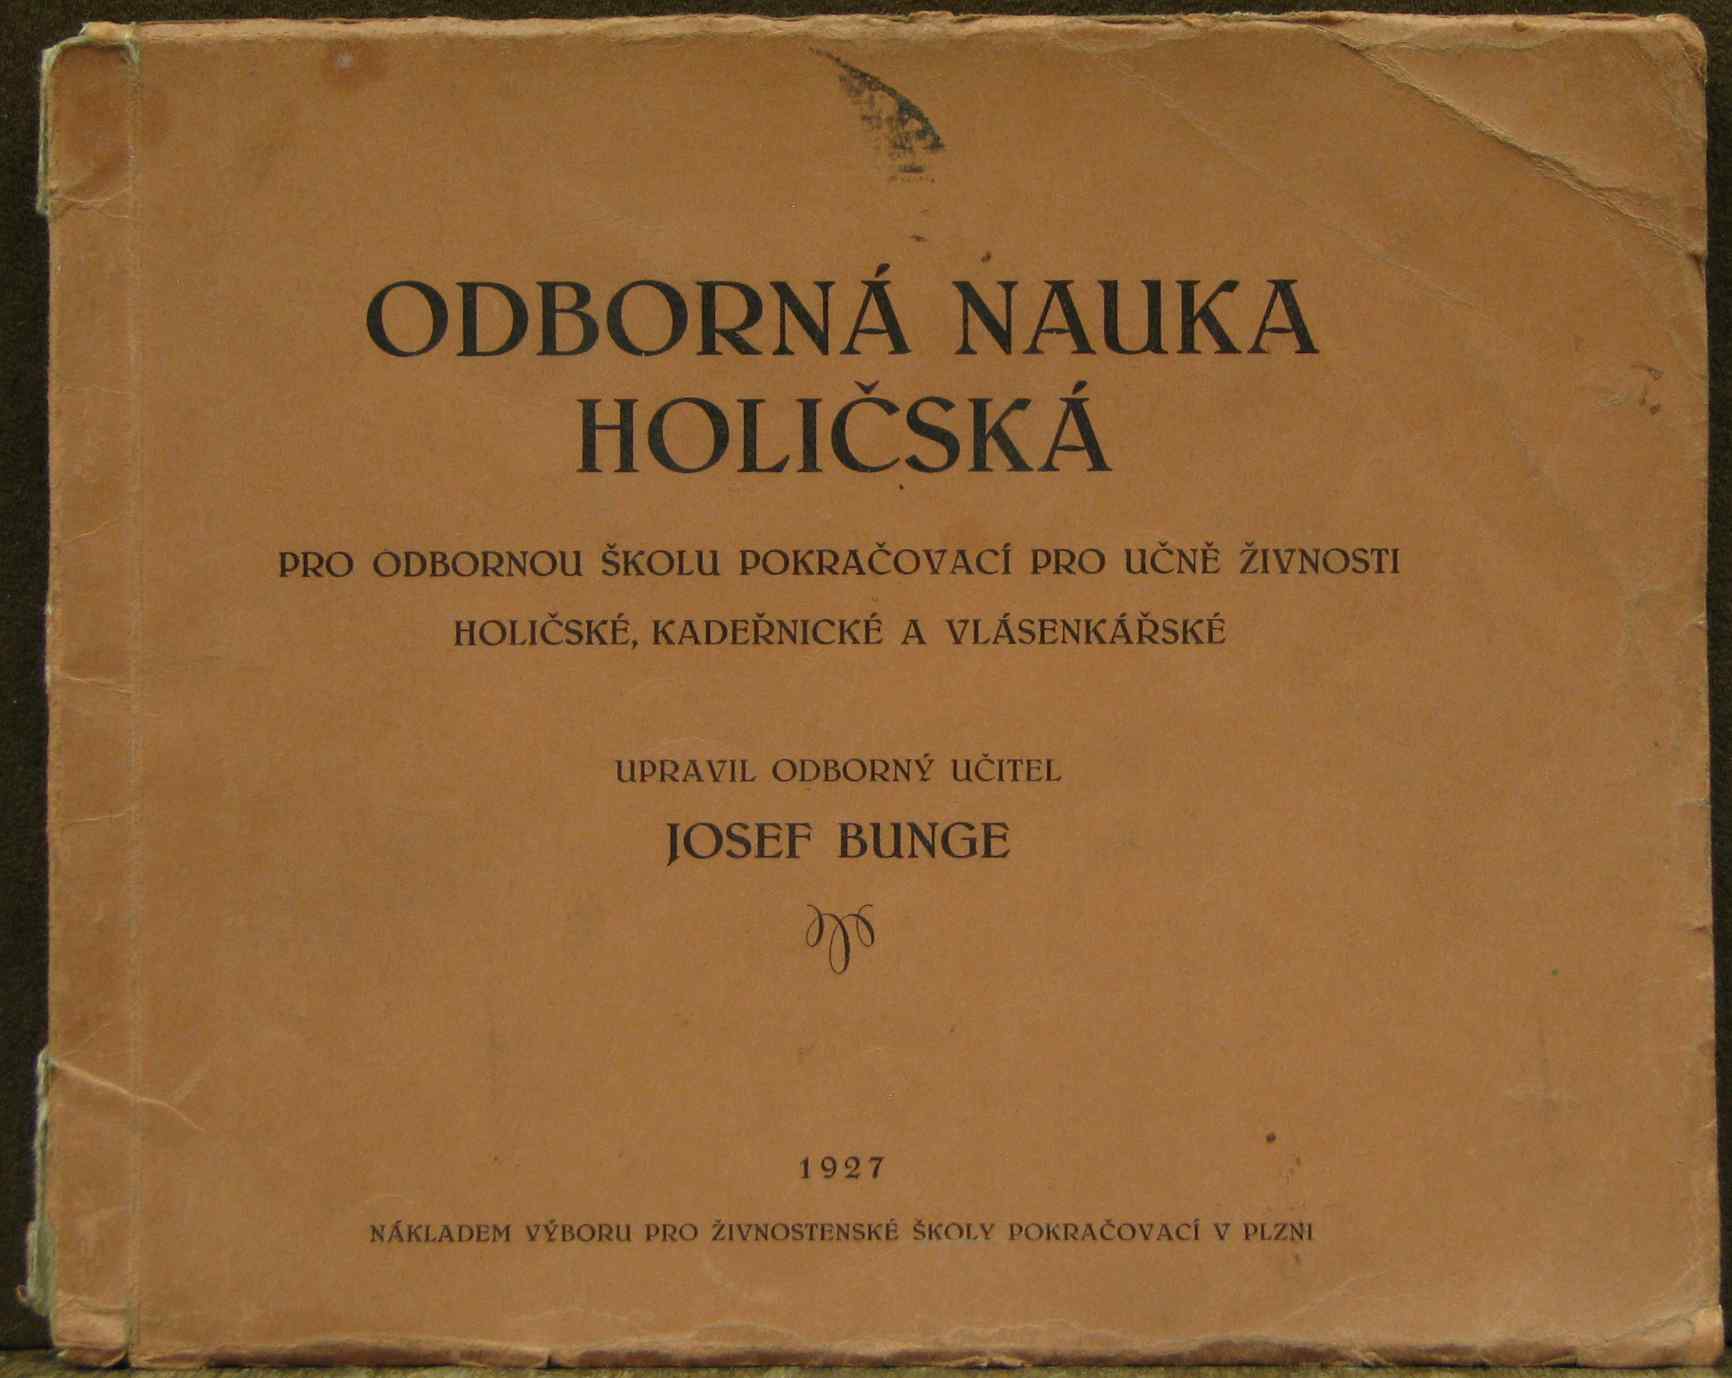 ODBORNÁ NAUKA
HOLIČSKÁ
PRO ODBORNOU ŠKOLU POKRAČOVACÍ PRO UČNĚ ŽIVNOSTI
HOLIČSKÉ, KADEŘNICKÉ A VLÁSENKÁŘSKÉ
UPRAVIL ODBORNÝ UČITEL
JOSEF BUNGE
1927
NÁKLADEM VÝBORU PRO ŽIVNOSTENSKÉ ŠKOLY POKRAČOVACÍ V PLZNI